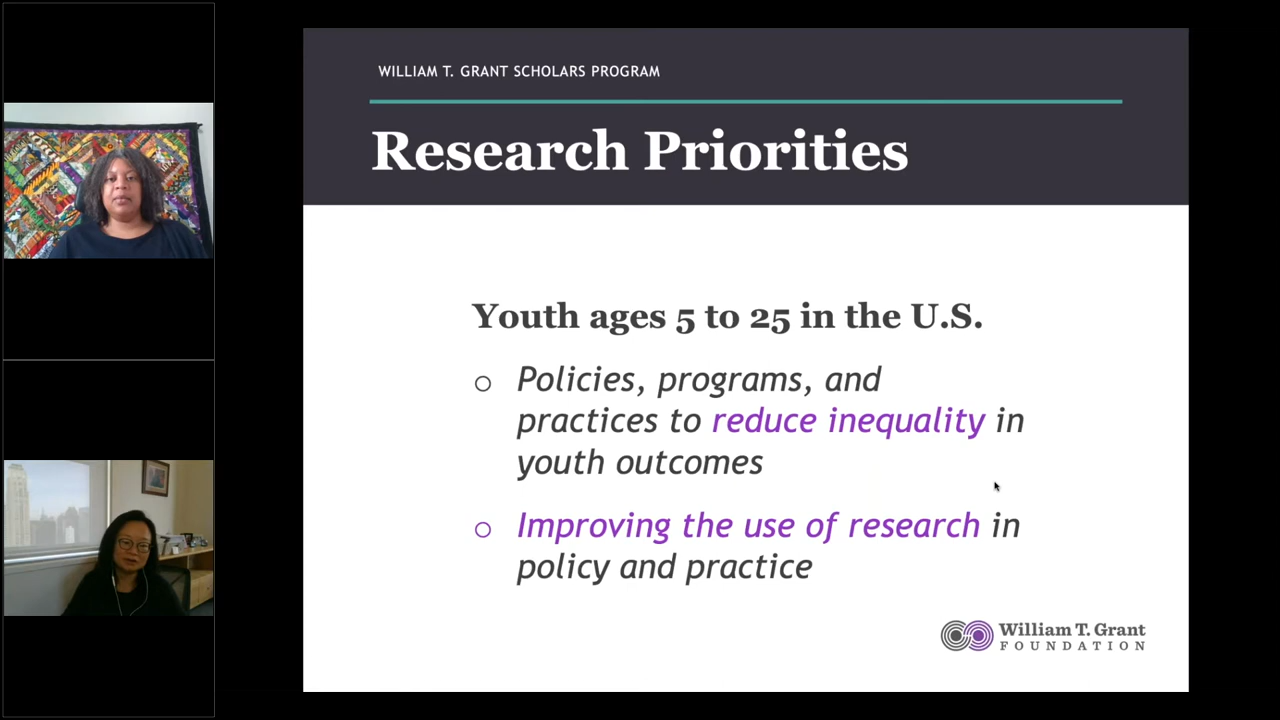 WILLIAM T. GRANT SCHOLARS PROGRAM
Research Priorities
Youth ages 5 to 25 in the U.S.
Policies, programs, and
practices to reduce inequality in
youth outcomes
Improving the use of research in
policy and practice
William T. Grant
FOUNDATION